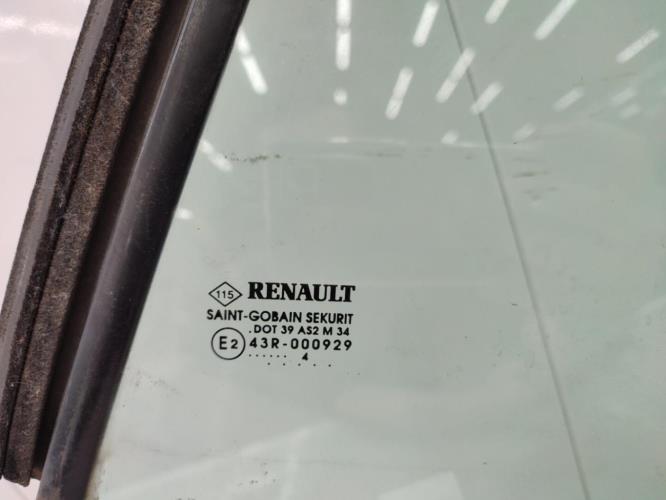 115 RENAULT
SAINT-GOBAIN SEKURIT
.DOT 39 AS2 M 34
E2 43R-000929
...... 4
. . . . . .